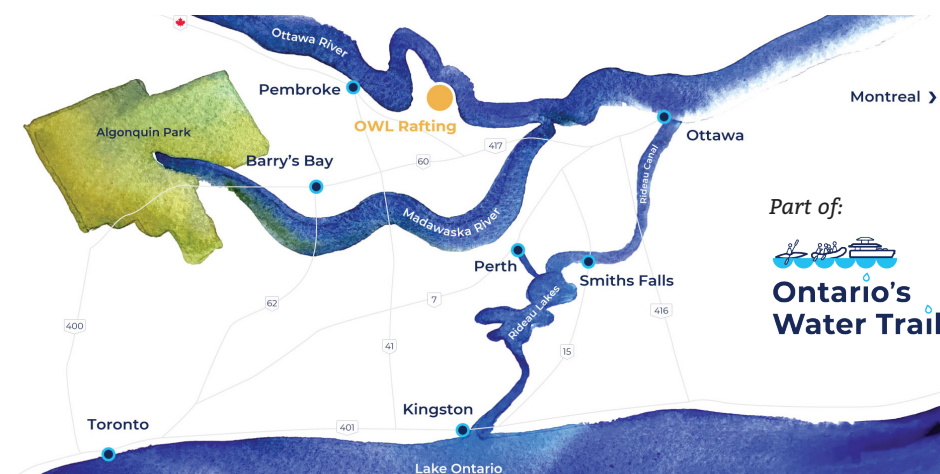 Ottawa River
Pembroke
OWL Rafting
Montreal ❯
Algonquin Park
Barry's Bay
60
417
Ottawa
Rideau Canal
Madawaska River
Part of:
Perth
Smiths Falls
Ontario's
Water Trail
Rideau Lakes
62
7
400
416
41
15
Kingston
Toronto
401
Lake Ontario